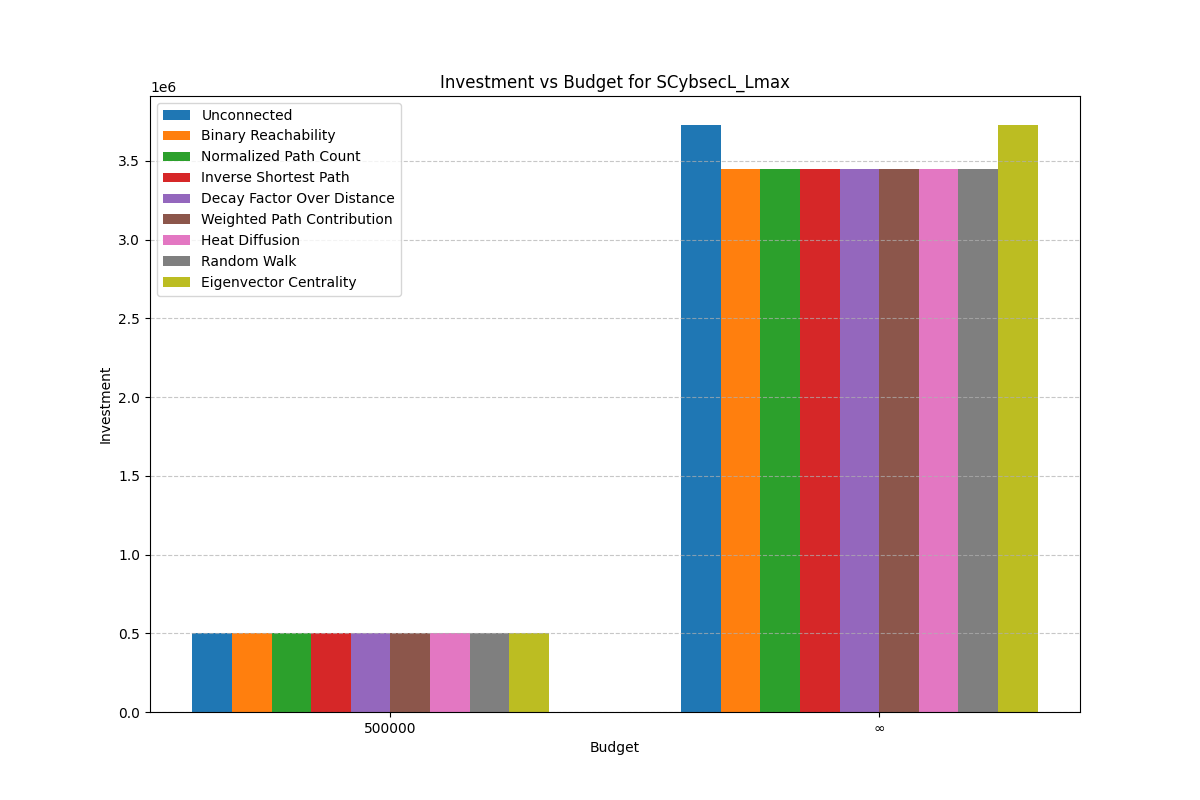 Investment vs Budget for SCybsecL_Lmax
1e6
Unconnected
Binary Reachability
Normalized Path Count
Inverse Shortest Path
Decay Factor Over Distance
Weighted Path Contribution
Heat Diffusion
Random Walk
Eigenvector Centrality
3.5
3.0
2.5
2.0
1.5
1.0
0.5
0.0
Investment
500000
∞
Budget